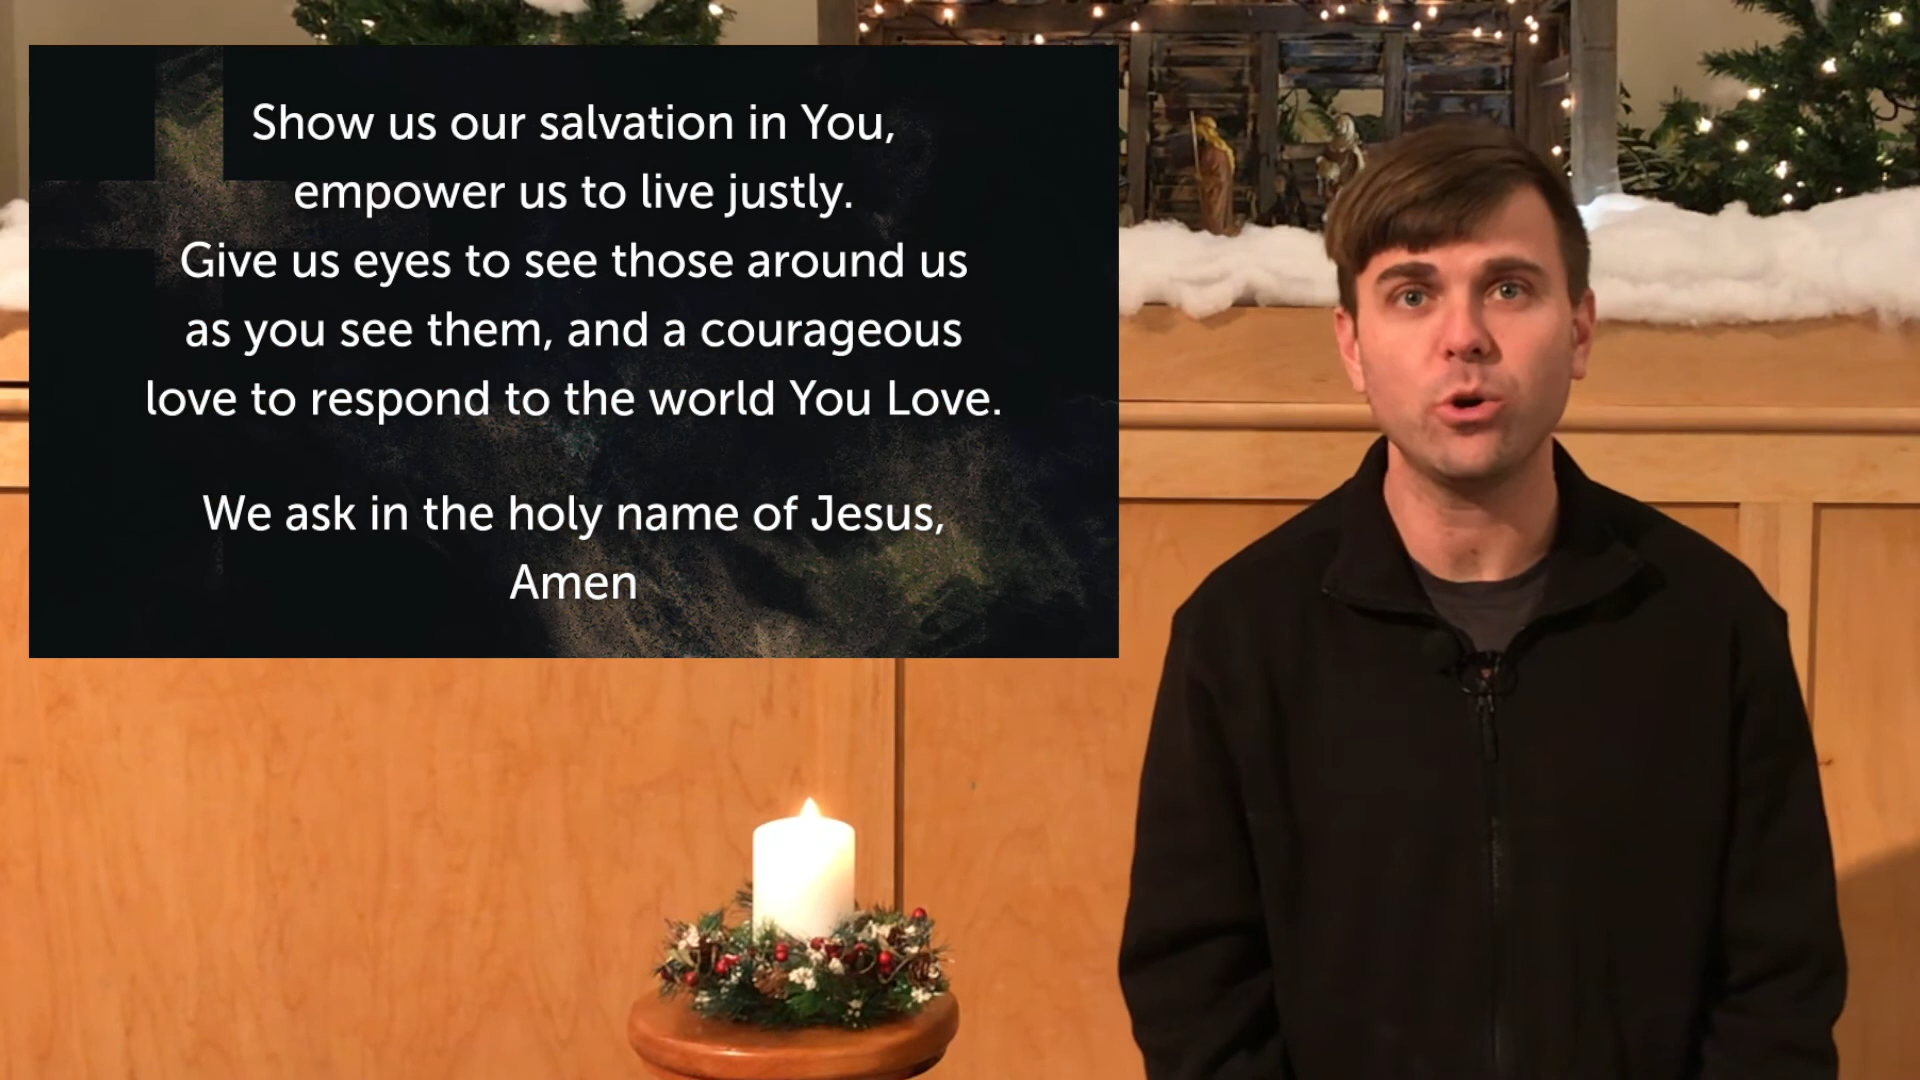 Show us our salvation in You,
empower us to live justly.
Give us eyes to see those around us
as you see them, and a courageous
love to respond to the world You Love.
We ask in the holy name of Jesus,
Amen